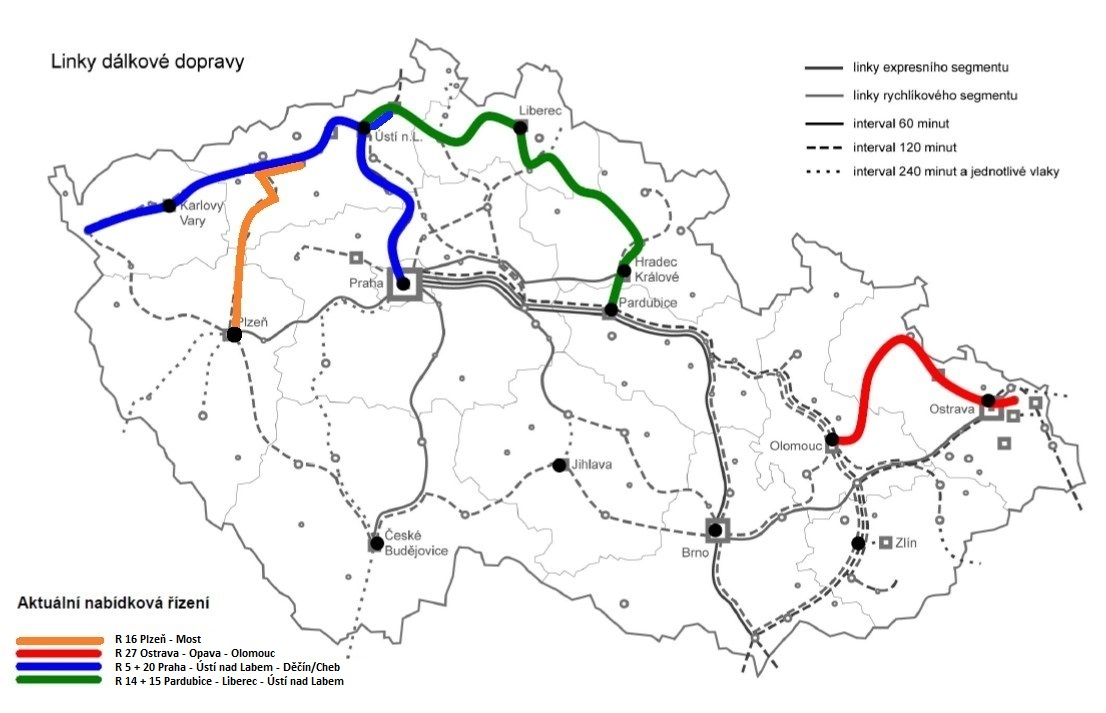 Linky dálkové dopravy
linky expresního segmentu
linky rychlíkového segmentu
interval 60 minut
interval 120 minut
interval 240 minut a jednotlivé vlaky
Liberec
Ústí n.L.
Karlovy
Vary
Hradec
Králové
Praha
Pardubice
Plzeň
Ostrava
Olomouc
Jihlava
České
Budějovice
Brno
Zlín
Aktuální nabídková řízení
R 16 Plzeň - Most
R 27 Ostrava - Opava - Olomouc
R 5 + 20 Praha - Ústí nad Labem - Děčín/Cheb
R 14 + 15 Pardubice - Liberec - Ústí nad Labem